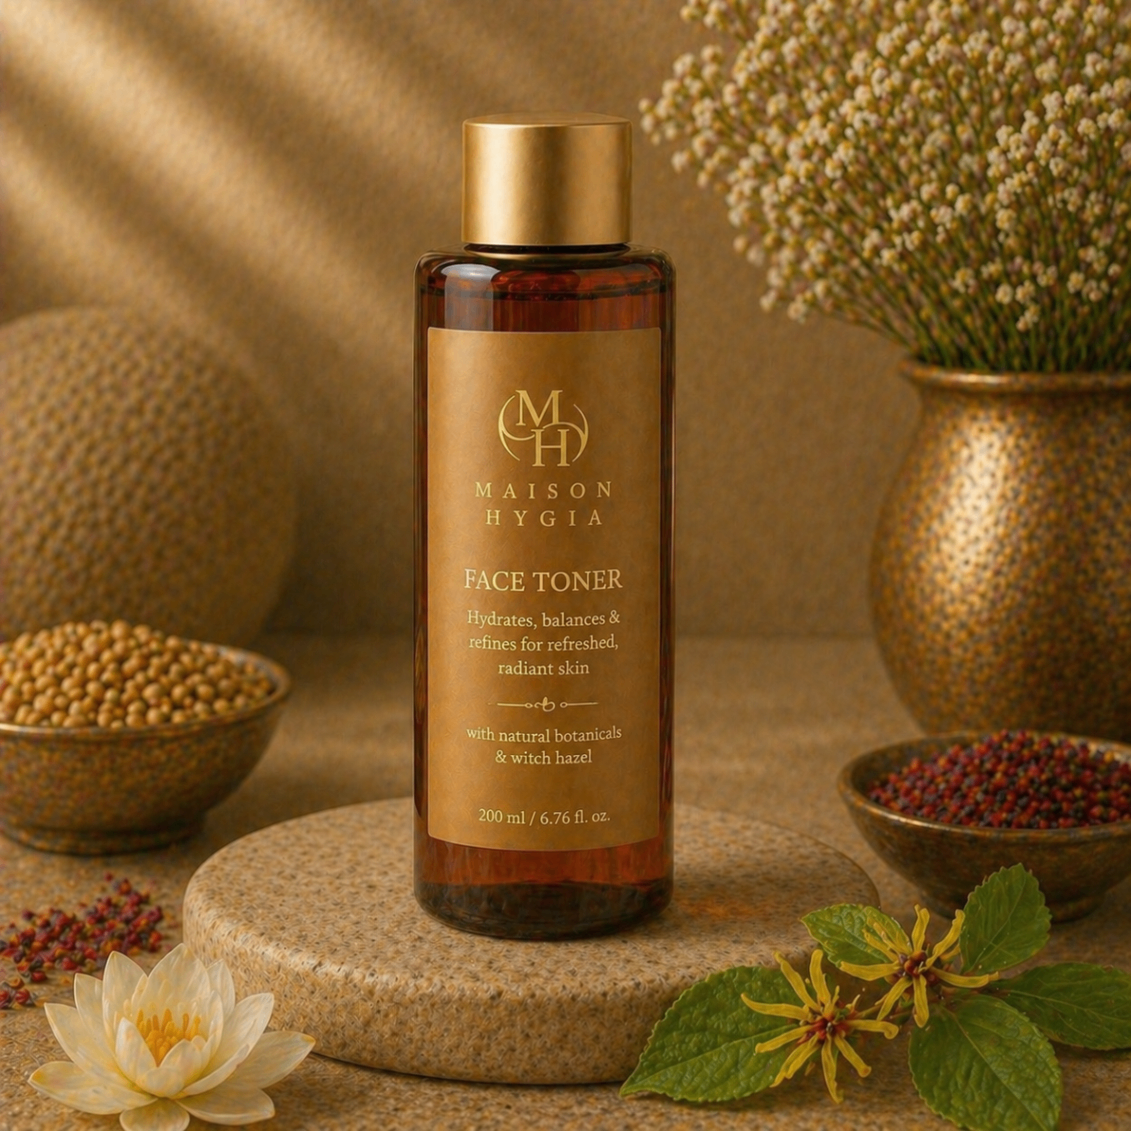 MH
MAISON
HYGIA
FACE TONER
Hydrates, balances &
refines for refreshed,
radiant skin
with natural botanicals
& witch hazel
200 ml / 6.76 fl. oz.